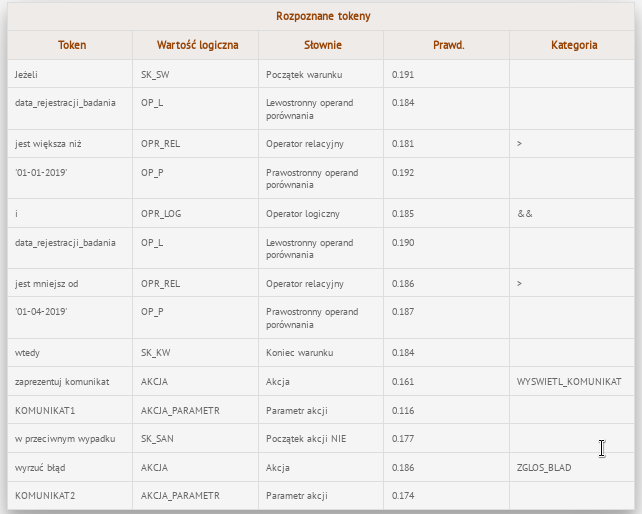 Rozpoznane tokeny
Token Wartość logiczna Słownie Prawd. Kategoria
Jeżeli SK_SW Początek warunku 0.191
data_rejestracji_badania OP_L Lewostronny operand porównania 0.184
jest większa niż OPR_REL Operator relacyjny 0.181 >
'01-01-2019' OP_P Prawostronny operand porównania 0.192
i OPR_LOG Operator logiczny 0.185 &&
data_rejestracji_badania OP_L Lewostronny operand porównania 0.190
jest mniejsz od OPR_REL Operator relacyjny 0.186 >
'01-04-2019' OP_P Prawostronny operand porównania 0.187
wtedy SK_KW Koniec warunku 0.184
zaprezentuj komunikat AKCJA Akcja 0.161 WYSWIETL_KOMUNIKAT
KOMUNIKAT1 AKCJA_PARAMETR Parametr akcji 0.116
w przeciwnym wypadku SK_SAN Początek akcji NIE 0.177
wyrzuć błąd AKCJA Akcja 0.186 ZGLOS_BLAD
KOMUNIKAT2 AKCJA_PARAMETR Parametr akcji 0.174